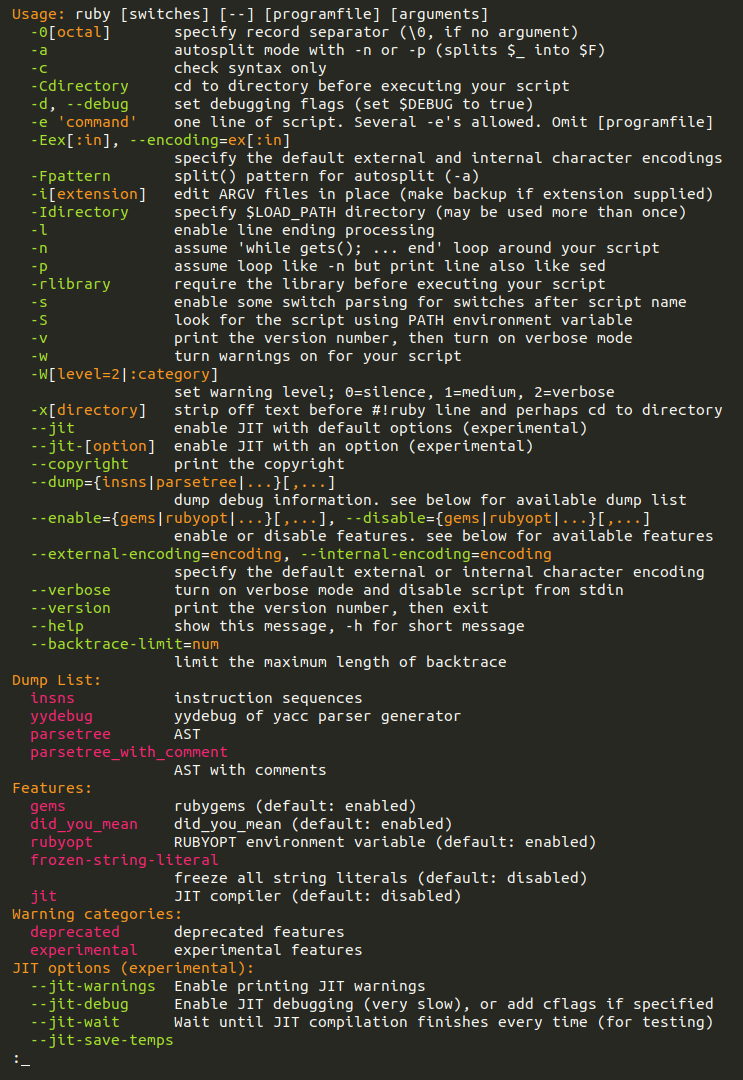 Usage: ruby [switches] [--] [programfile] [arguments]
  -0[octal]       specify record separator (\0, if no argument)
  -a              autosplit mode with -n or -p (splits $_ into $F)
  -c              check syntax only
  -Cdirectory     cd to directory before executing your script
  -d, --debug     set debugging flags (set $DEBUG to true)
  -e 'command'    one line of script. Several -e's allowed. Omit [programfile]
  -Eex[:in], --encoding=ex[:in]
                  specify the default external and internal character encodings
  -Fpattern       split() pattern for autosplit (-a)
  -i[extension]   edit ARGV files in place (make backup if extension supplied)
  -Idirectory     specify $LOAD_PATH directory (may be used more than once)
  -l              enable line ending processing
  -n              assume 'while gets(); ... end' loop around your script
  -p              assume loop like -n but print line also like sed
  -rlibrary       require the library before executing your script
  -s              enable some switch parsing for switches after script name
  -S              look for the script using PATH environment variable
  -v              print the version number, then turn on verbose mode
  -w              turn warnings on for your script
  -W[level=2|:category]
                  set warning level; 0=silence, 1=medium, 2=verbose
  -x[directory]   strip off text before #!ruby line and perhaps cd to directory
  --jit           enable JIT with default options (experimental)
  --jit-[option]  enable JIT with an option (experimental)
  --copyright     print the copyright
  --dump={insns|parsetree|...}[,...]
                  dump debug information. see below for available dump list
  --enable={gems|rubyopt|...}[,...], --disable={gems|rubyopt|...}[,...]
                  enable or disable features. see below for available features
  --external-encoding=encoding, --internal-encoding=encoding
                  specify the default external or internal character encoding
  --verbose       turn on verbose mode and disable script from stdin
  --version       print the version number, then exit
  --help          show this message, -h for short message
  --backtrace-limit=num
                  limit the maximum length of backtrace
Dump List:
  insns           instruction sequences
  yydebug         yydebug of yacc parser generator
  parsetree       AST
  parsetree_with_comment
                  AST with comments
Features:
  gems            rubygems (default: enabled)
  did_you_mean    did_you_mean (default: enabled)
  rubyopt         RUBYOPT environment variable (default: enabled)
  frozen-string-literal
                  freeze all string literals (default: disabled)
  jit             JIT compiler (default: disabled)
Warning categories:
  deprecated      deprecated features
  experimental    experimental features
JIT options (experimental):
  --jit-warnings  Enable printing JIT warnings
  --jit-debug     Enable JIT debugging (very slow), or add cflags if specified
  --jit-wait      Wait until JIT compilation finishes every time (for testing)
  --jit-save-temps
:_